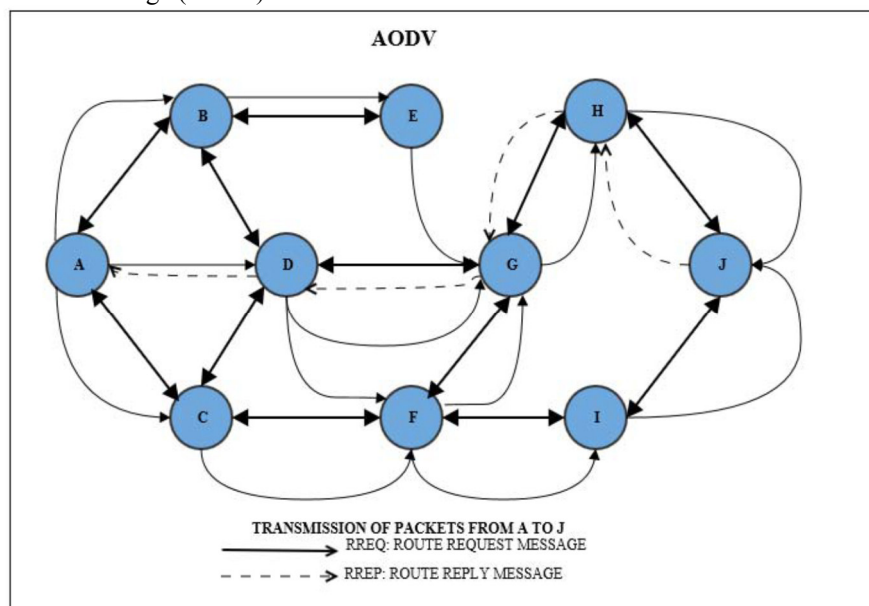 AODV
B
E
H
A
D
G
J
C
F
I
TRANSMISSION OF PACKETS FROM A TO J
RREQ: ROUTE REQUEST MESSAGE
RREP: ROUTE REPLY MESSAGE